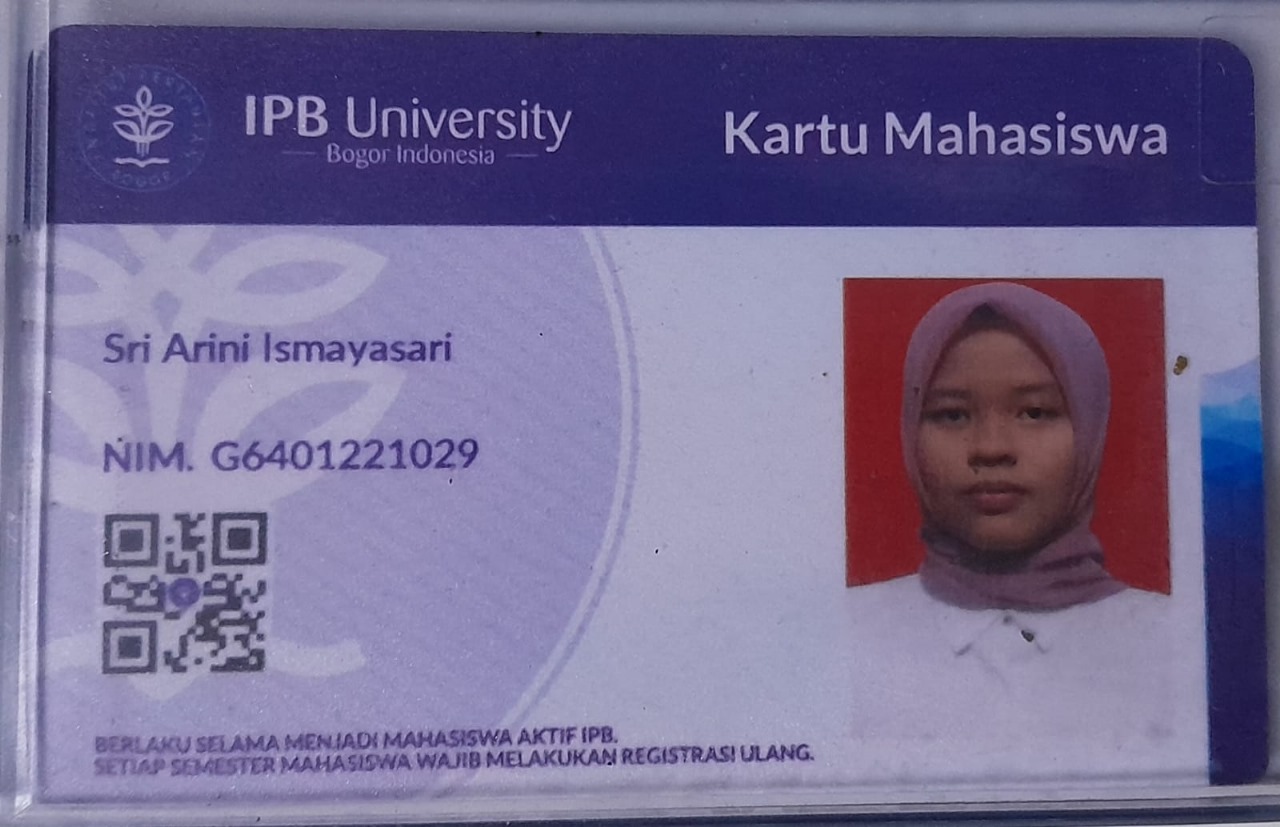 IPB University
Bogor Indonesia
Kartu Mahasiswa
Sri Arini Ismayasari
NIM. G6401221029
BERLAKU SELAMA MENJADI MAHASISWA AKTIF IPB.
SETIAP SEMESTER MAHASISWA WAJIB MELAKUKAN REGISTRASI ULANG.